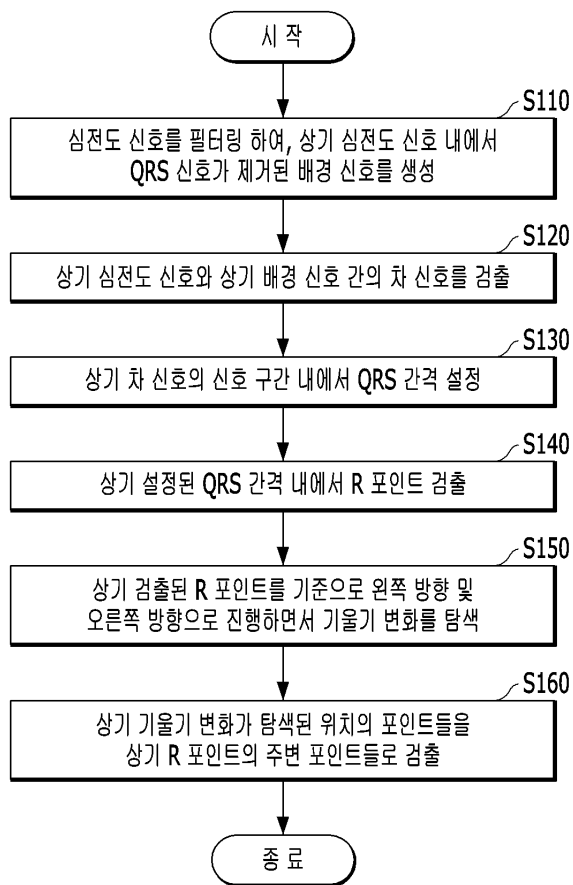 시 작
S110
심전도 신호를 필터링 하여, 상기 심전도 신호 내에서
QRS 신호가 제거된 배경 신호를 생성
S120
상기 심전도 신호와 상기 배경 신호 간의 차 신호를 검출
S130
상기 차 신호의 신호 구간 내에서 QRS 간격 설정
S140
상기 설정된 QRS 간격 내에서 R 포인트 검출
S150
상기 검출된 R 포인트를 기준으로 왼쪽 방향 및
오른쪽 방향으로 진행하면서 기울기 변화를 탐색
S160
상기 기울기 변화가 탐색된 위치의 포인트들을
상기 R 포인트의 주변 포인트들로 검출
종 료